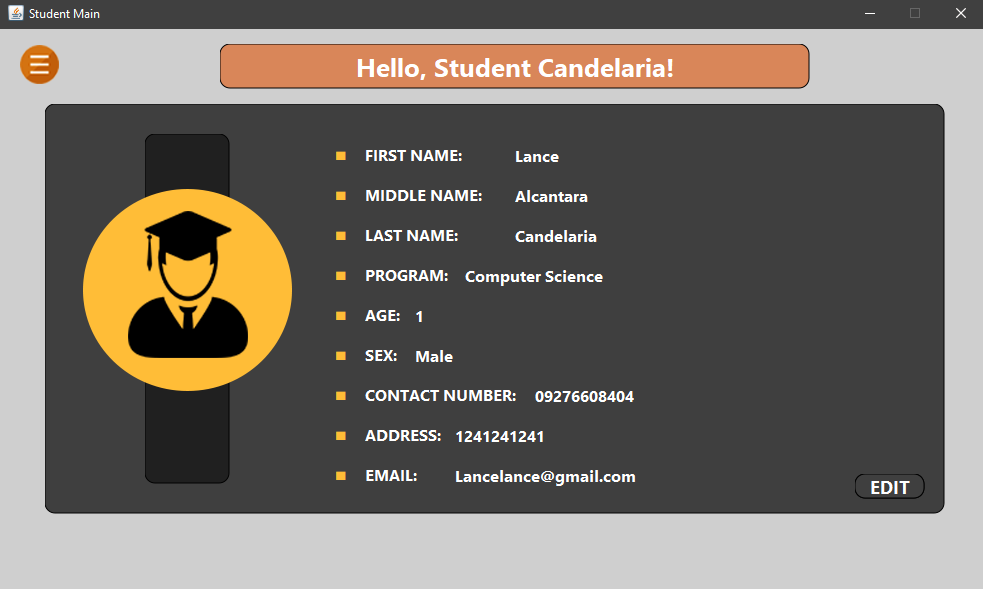 Student Main
Hello, Student Candelaria!
FIRST NAME: Lance
MIDDLE NAME: Alcantara
LAST NAME: Candelaria
PROGRAM: Computer Science
AGE: 1
SEX: Male
CONTACT NUMBER: 09276608404
ADDRESS: 1241241241
EMAIL: Lancelance@gmail.com
EDIT